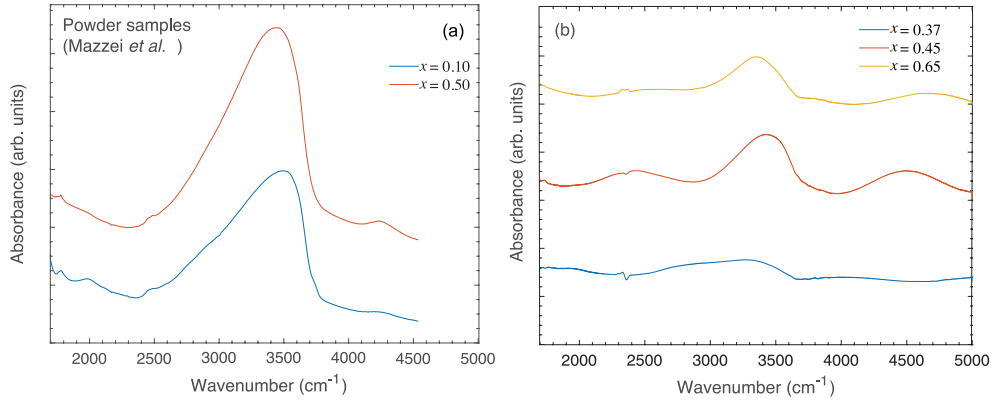 Powder samples
(Mazzei et al. )
(a)
x = 0.10
x = 0.50
Absorbance (arb. units)
2000 2500 3000 3500 4000 4500 5000
Wavenumber (cm-1)
(b)
x = 0.37
x = 0.45
x = 0.65
Absorbance (arb. units)
2000 2500 3000 3500 4000 4500 5000
Wavenumber (cm-1)